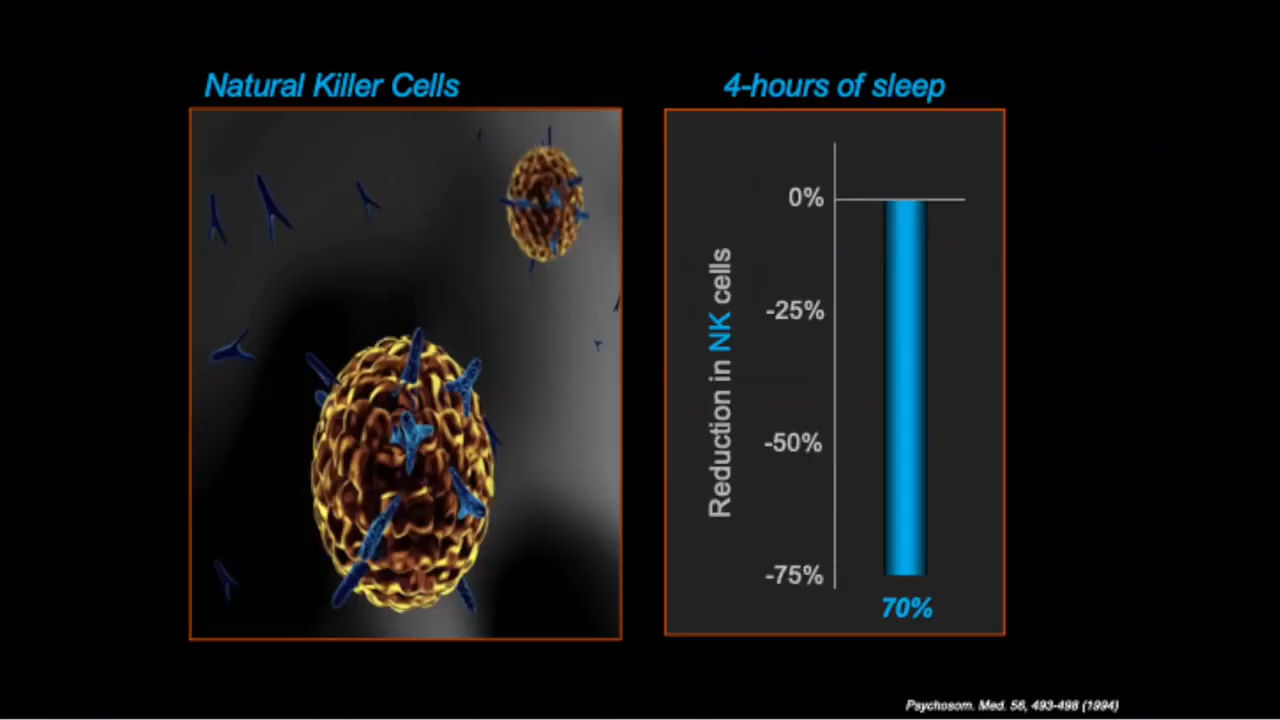 Natural Killer Cells
4-hours of sleep
0%
-25%
-50%
-75%
Reduction in NK cells
70%
Psychosom. Med. 56, 493-498 (1994)